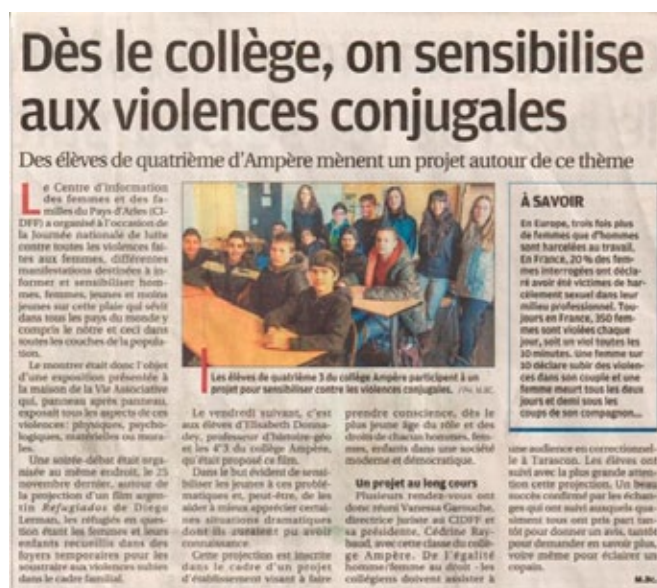 Dès le collège, on sensibilise
aux violences conjugales
Des élèves de quatrième d'Ampère mènent un projet autour de ce thème
Le Centre d'information
des femmes et des fa-
milles du Pays d'Arles (CI-
DFF) a organisé à l'occasion de
la Journée nationale de lutte
contre toutes les violences fai-
tes aux femmes, différentes
manifestations destinées à in-
former et sensibiliser hom-
mes, femmes, jeunes et moins
jeunes sur cette plaie qui sévit
dans tous les pays du monde y
compris le nôtre et ceci dans
toutes les couches de la popula-
tion.
Le montrer était donc l'objet
d'une exposition présentée à
la maison de la Vie Associative
qui, panneau après panneau,
exposait tous les aspects de ces
violences : physiques, psycho-
logiques, matérielles ou mora-
les.
Une soirée-débat était orga-
nisée au même endroit, le 25
novembre dernier, autour de
la projection d'un film argen-
tin Refugiados de Diego
Lerman, les réfugiés en ques-
tion étant les femmes et leurs
enfants recueillis dans des
foyers temporaires pour les
soustraire aux violences subies
dans le cadre familial.
Les élèves de quatrième 3 du collège Ampère participent à un
projet pour sensibiliser contre les violences conjugales.
Le vendredi suivant, c'est
aux élèves d'Elisabeth Donna-
dey, professeur d'histoire-géo
et les 4°3 du collège Ampère,
qu'était proposé ce film.
Dans le but évident de sensi-
biliser les jeunes à ces problé-
matiques et, peut-être, de les
aider à mieux apprécier certai-
nes situations dramatiques
dont ils auraient pu avoir
connaissance.
Cette projection est inscrite
dans le cadre d'un projet
d'établissement visant à faire
prendre conscience, dès le
plus jeune âge du rôle et des
droits de chacun hommes, fem-
mes, enfants dans une société
moderne et démocratique.
Un projet au long cours
Plusieurs rendez-vous ont
donc réuni Vanessa Garouche,
directrice juriste au CIDFF et
sa présidente, Cédrine Ray-
baud, avec cette classe du collè-
ge Ampère. De l'égalité
homme/femme au droit -les
collégiens doivent assister à
À SAVOIR
En Europe, trois fois plus
de femmes que d'hommes
sont harcelées au travail.
En France, 20 % des fem-
mes interrogées ont décla-
ré avoir été victimes de har-
cèlement sexuel dans leur
milieu professionnel. Tou-
jours en France, 350 fem-
mes sont violées chaque
jour, soit un viol toutes les
10 minutes. Une femme sur
10 déclare subir des violen-
ces dans son couple et une
femme meurt tous les deux
jours et demi sous les
coups de son compagnon...
une audience en correctionnel-
le à Tarascon. Les élèves ont
suivi avec la plus grande atten-
tion cette projection. Un beau
succès confirmé par les échan-
ges qui ont suivi auxquels qua-
siment tous ont pris part tan-
tôt pour donner un avis, tantôt
pour demander en savoir plus,
voire même pour éclairer un
copain.